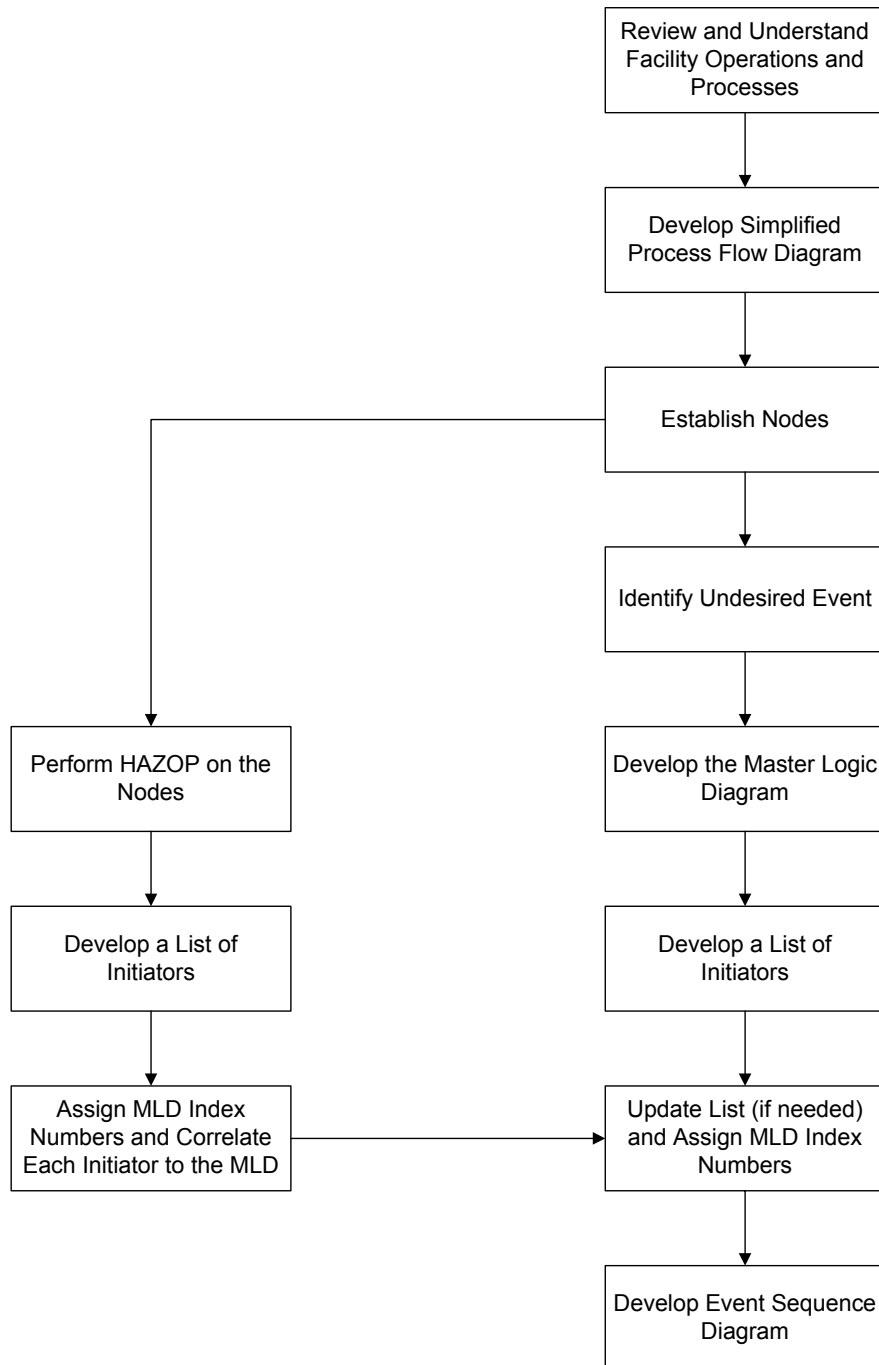 Review and Understand
Facility Operations and
Processes
Develop Simplified
Process Flow Diagram
Establish Nodes
Identify Undesired Event
Perform HAZOP on the
Nodes
Develop the Master Logic
Diagram
Develop a List of
Initiators
Develop a List of
Initiators
Assign MLD Index
Numbers and Correlate
Each Initiator to the MLD
Update List (if needed)
and Assign MLD Index
Numbers
Develop Event Sequence
Diagram